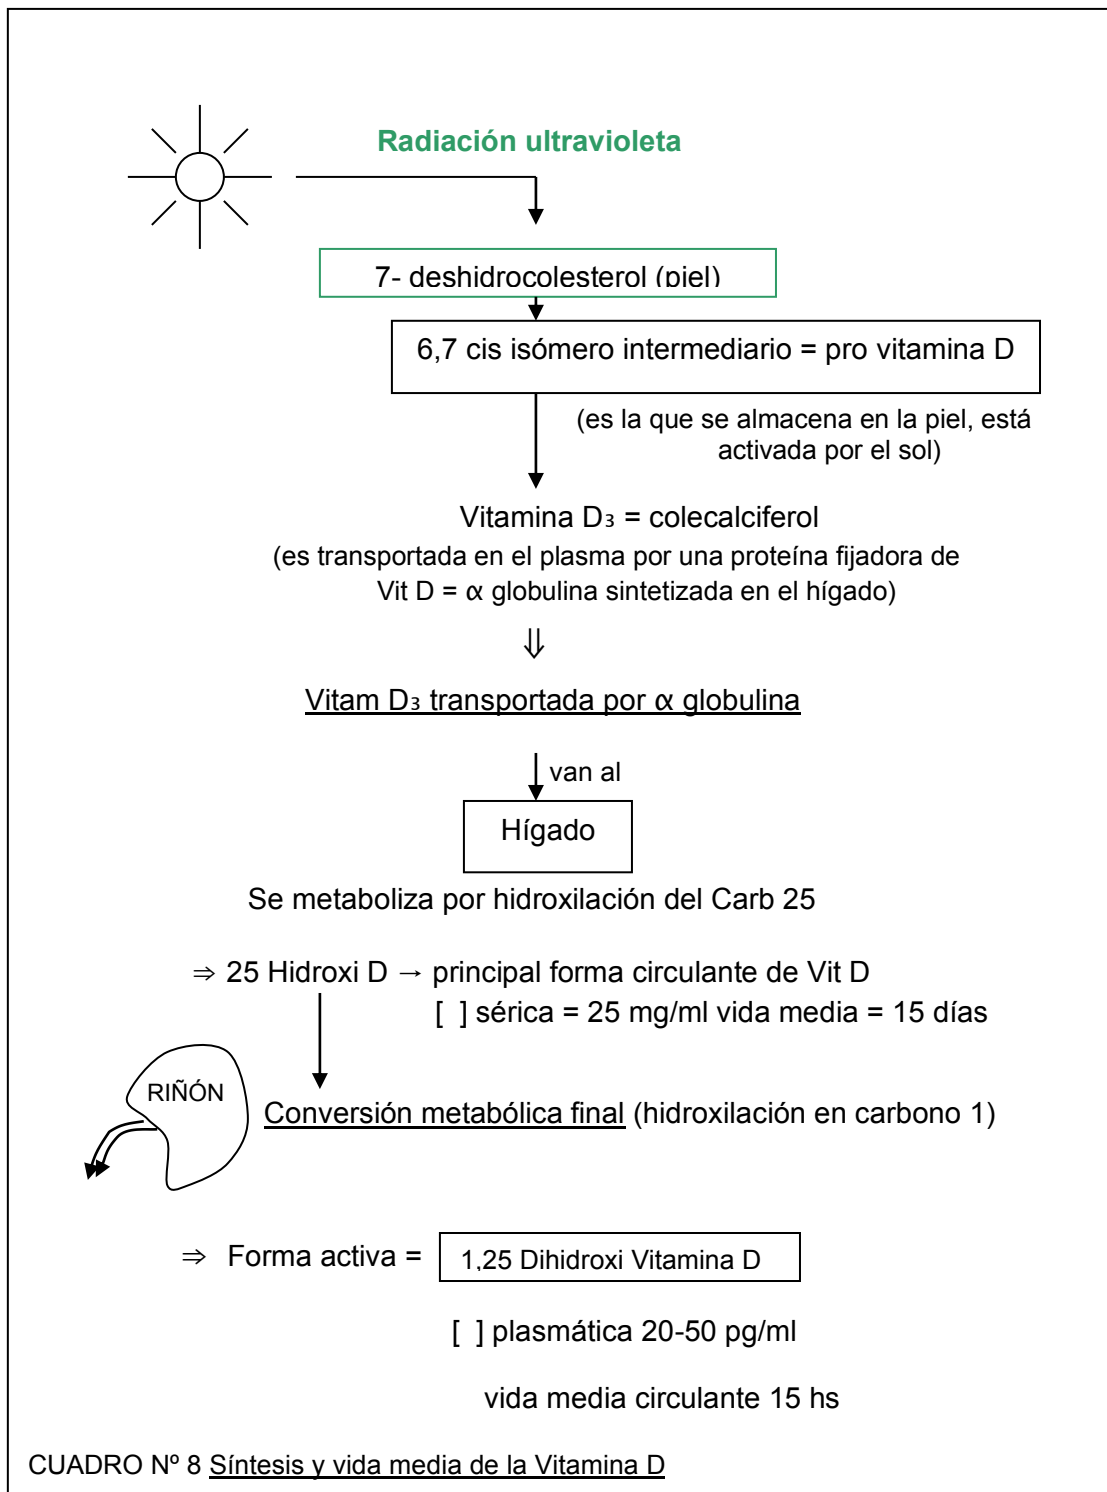 Radiación ultravioleta
7- deshidrocolesterol (piel)
6,7 cis isómero intermediario = pro vitamina D
(es la que se almacena en la piel, está
activada por el sol)
Vitamina D₃ = colecalciferol
(es transportada en el plasma por una proteína fijadora de
Vit D = α globulina sintetizada en el hígado)
⇓
Vitam D₃ transportada por α globulina
van al
Hígado
Se metaboliza por hidroxilación del Carb 25
⇒ 25 Hidroxi D → principal forma circulante de Vit D
[ ] sérica = 25 mg/ml vida media = 15 días
RIÑÓN
Conversión metabólica final (hidroxilación en carbono 1)
⇒ Forma activa = 1,25 Dihidroxi Vitamina D
[ ] plasmática 20-50 pg/ml
vida media circulante 15 hs
CUADRO Nº 8 Síntesis y vida media de la Vitamina D